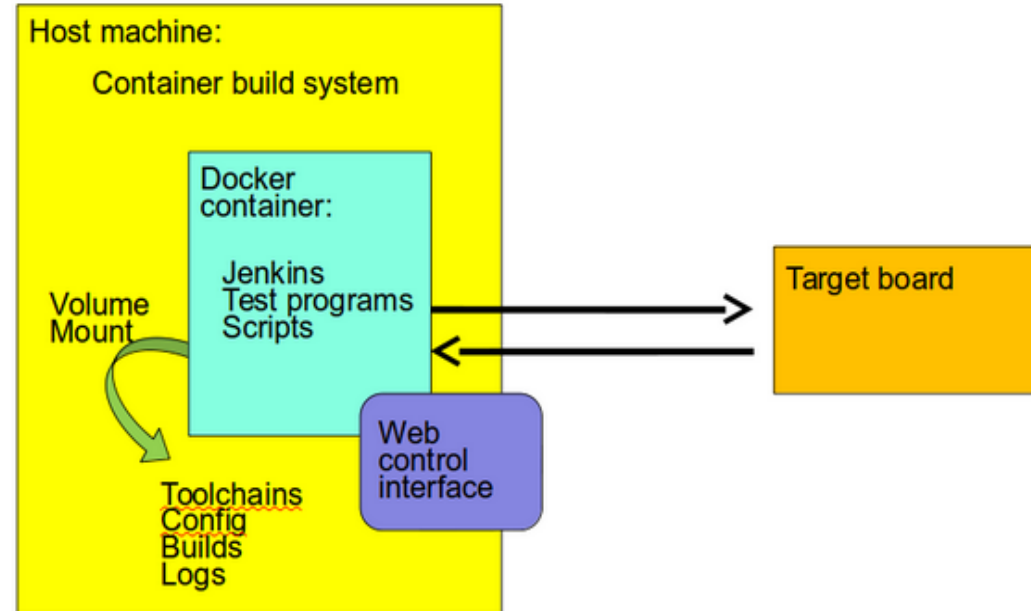 Host machine:
Container build system
Docker
container:
Jenkins
Test programs
Scripts
Volume
Mount
Target board
Web
control
interface
Toolchains
Config
Builds
Logs